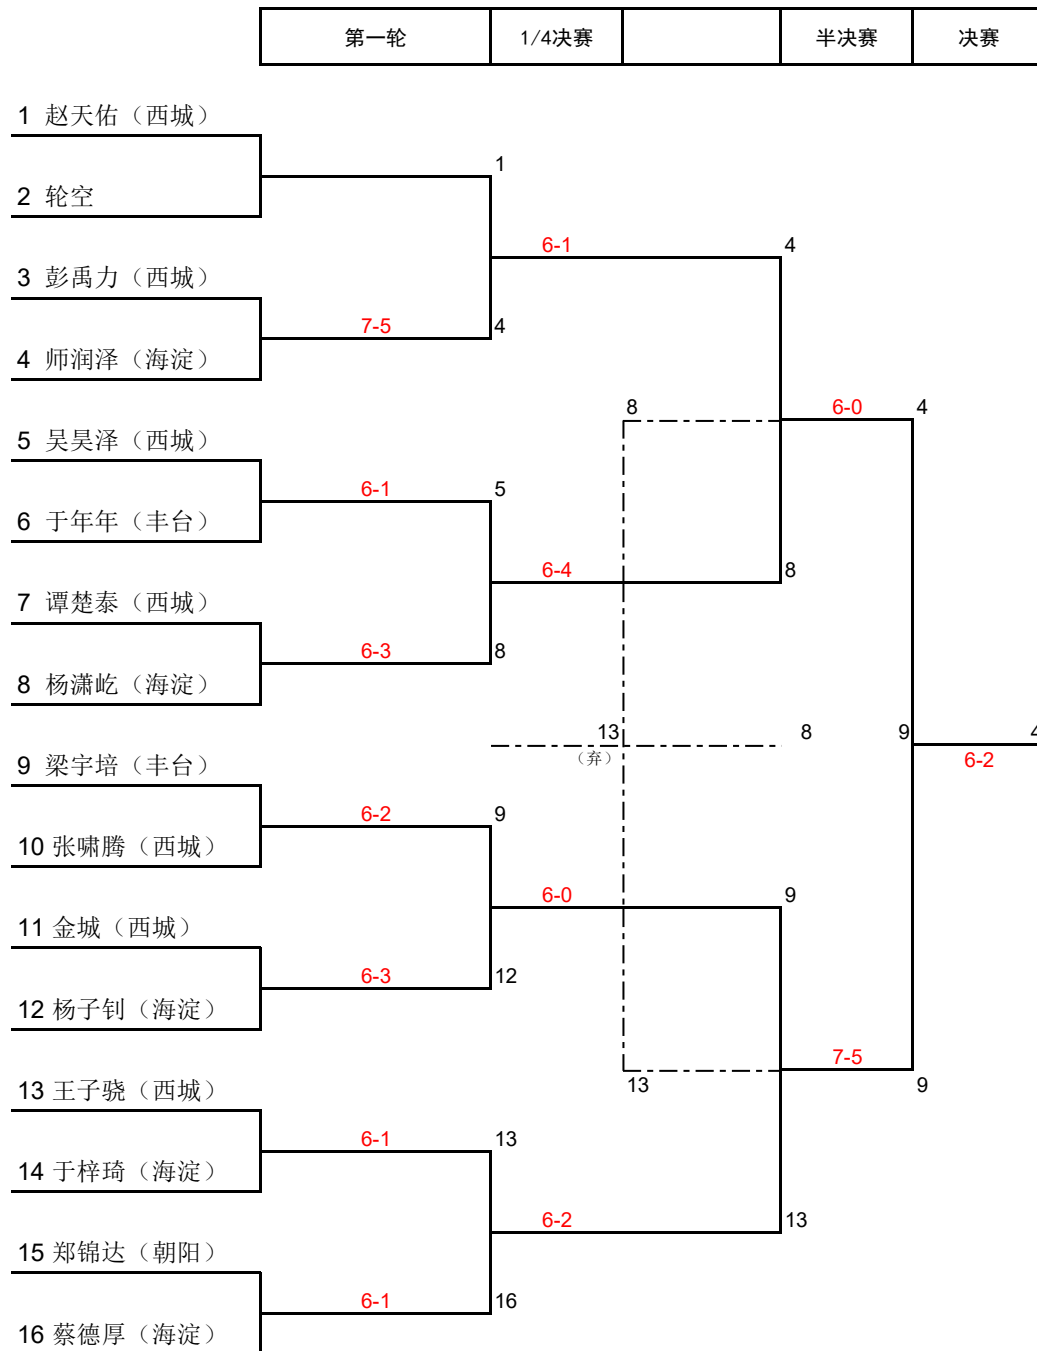 第一轮 1/4决赛 半决赛 决赛
1 赵天佑（西城）
1
2 轮空
6-1 4
3 彭禹力（西城）
7-5 4
4 师润泽（海淀）
8 6-0 4
5 吴昊泽（西城）
6-1 5
6 于年年（丰台）
6-4 8
7 谭楚泰（西城）
6-3 8
8 杨潇屹（海淀）
13 8 9 4
（弃） 6-2
9 梁宇培（丰台）
6-2 9
10 张啸腾（西城）
6-0 9
11 金城（西城）
6-3 12
12 杨子钊（海淀）
7-5
13 9
13 王子骁（西城）
6-1 13
14 于梓琦（海淀）
6-2 13
15 郑锦达（朝阳）
6-1 16
16 蔡德厚（海淀）